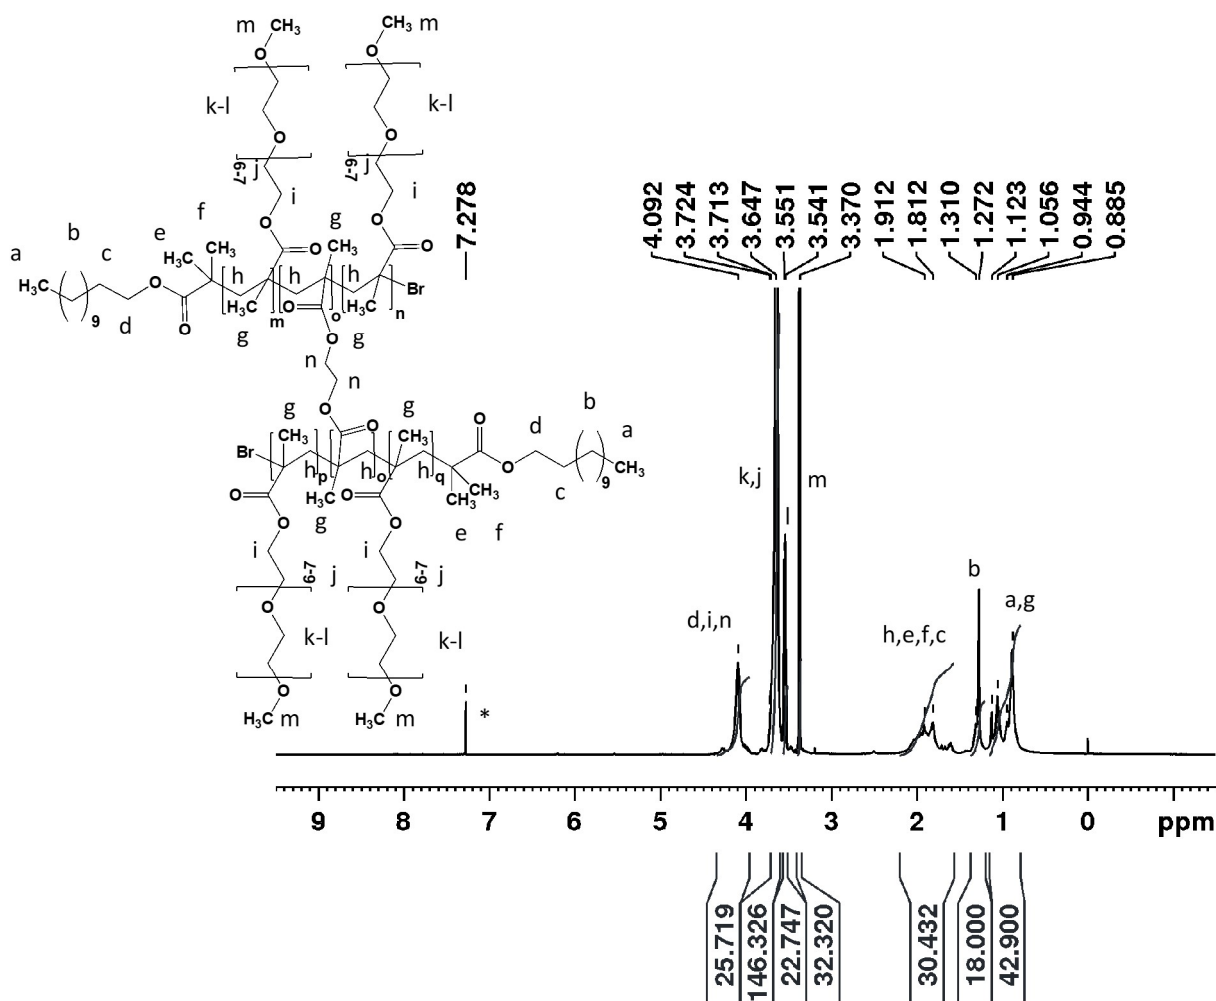 m CH₃ CH₃ m
O O
k-l k-l
O O
6-7 j 6-7 j
i i
4.092
3.724
3.713
3.647
3.551
3.541
3.370
1.912
1.812
1.310
1.272
1.123
1.056
0.944
0.885
7.278
f O O g O O
a b c e
H₃C O h h h Br
9 d O H₃C m O o H₃C n
g O g
n
n
O
g O g b
Br CH₃ O CH₃ O d a
h p h o h q O 9 CH₃
O H₃C O CH₃ c
O g O H₃C e f
i i
6-7 j 6-7 j
O O
k-l k-l
O O
H₃C m H₃C m
*
d,i,n
k,j
m
h,e,f,c
b
a,g
9 8 7 6 5 4 3 2 1 0 ppm
25.719
146.326
22.747
32.320
30.432
18.000
42.900